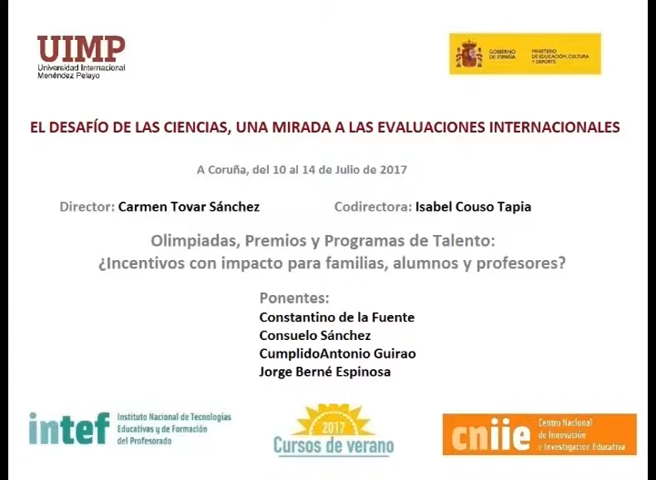 UIMP
Universidad Internacional
Menéndez Pelayo
GOBIERNO
DE ESPAÑA
MINISTERIO
DE EDUCACIÓN, CULTURA
Y DEPORTE
EL DESAFÍO DE LAS CIENCIAS, UNA MIRADA A LAS EVALUACIONES INTERNACIONALES
A Coruña, del 10 al 14 de Julio de 2017
Director: Carmen Tovar Sánchez
Codirectora: Isabel Couso Tapia
Olimpiadas, Premios y Programas de Talento:
¿Incentivos con impacto para familias, alumnos y profesores?
Ponentes:
Constantino de la Fuente
Consuelo Sánchez
CumplidoAntonio Guirao
Jorge Berné Espinosa
intef
Instituto Nacional de Tecnologías
Educativas y de Formación
del Profesorado
2017
Cursos de verano
cniie
Centro Nacional
de Innovación
e Investigación Educativa